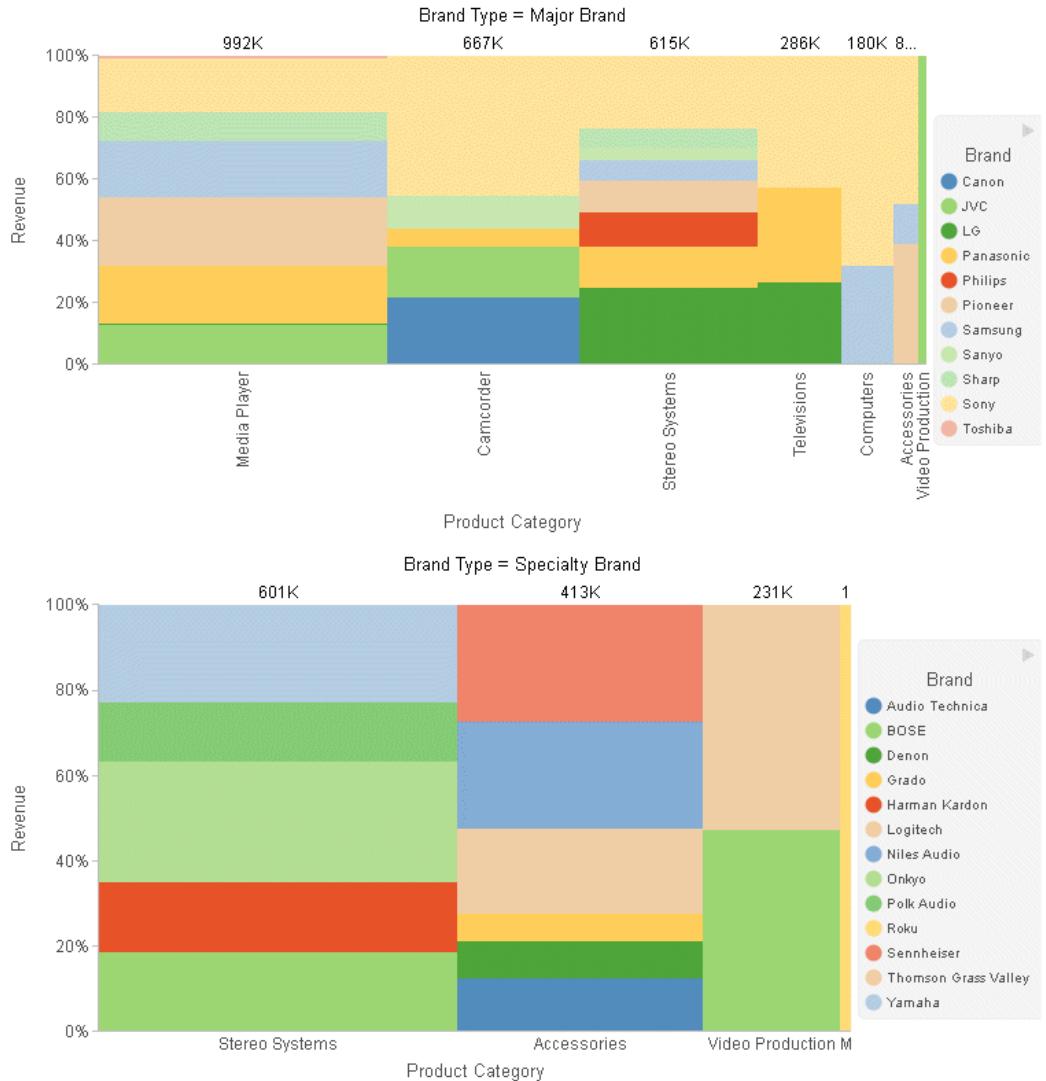 Brand Type = Major Brand
992K 667K 615K 286K 180K 8...
100%
80%
60%
40%
20%
0%
Revenue
Media Player
Camcorder
Stereo Systems
Televisions
Computers
Accessories
Video Production
Product Category
Brand
Canon
JVC
LG
Panasonic
Philips
Pioneer
Samsung
Sanyo
Sharp
Sony
Toshiba
Brand Type = Specialty Brand
601K 413K 231K 1
100%
80%
60%
40%
20%
0%
Revenue
Stereo Systems Accessories Video Production M
Product Category
Brand
Audio Technica
BOSE
Denon
Grado
Harman Kardon
Logitech
Niles Audio
Onkyo
Polk Audio
Roku
Sennheiser
Thomson Grass Valley
Yamaha